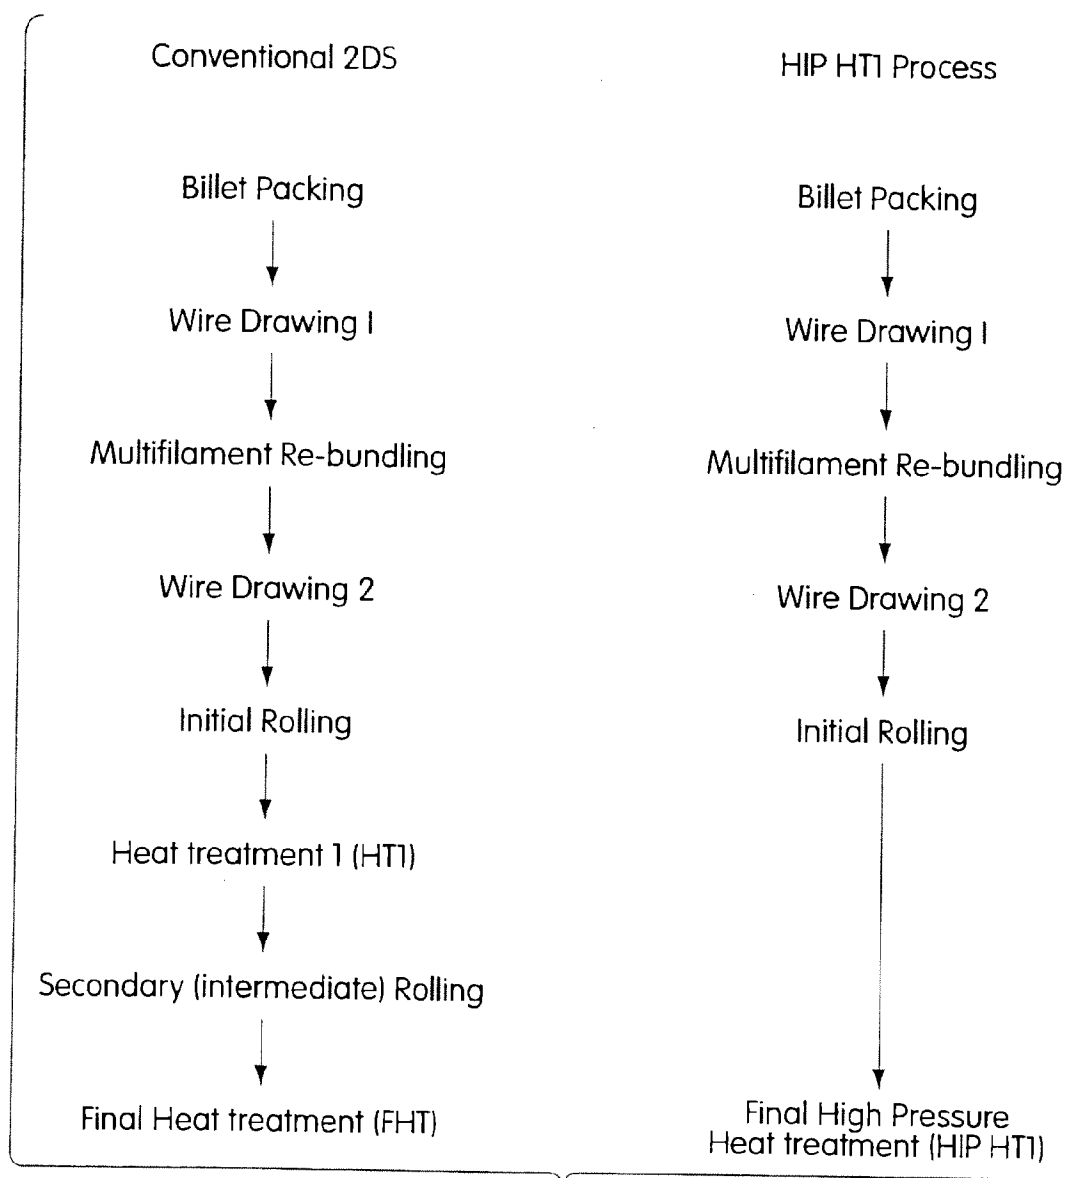 Conventional 2DS
Billet Packing
Wire Drawing 1
Multifilament Re-bundling
Wire Drawing 2
Initial Rolling
Heat treatment 1 (HT1)
Secondary (intermediate) Rolling
Final Heat treatment (FHT)
HIP HT1 Process
Billet Packing
Wire Drawing 1
Multifilament Re-bundling
Wire Drawing 2
Initial Rolling
Final High Pressure
Heat treatment (HIP HT1)